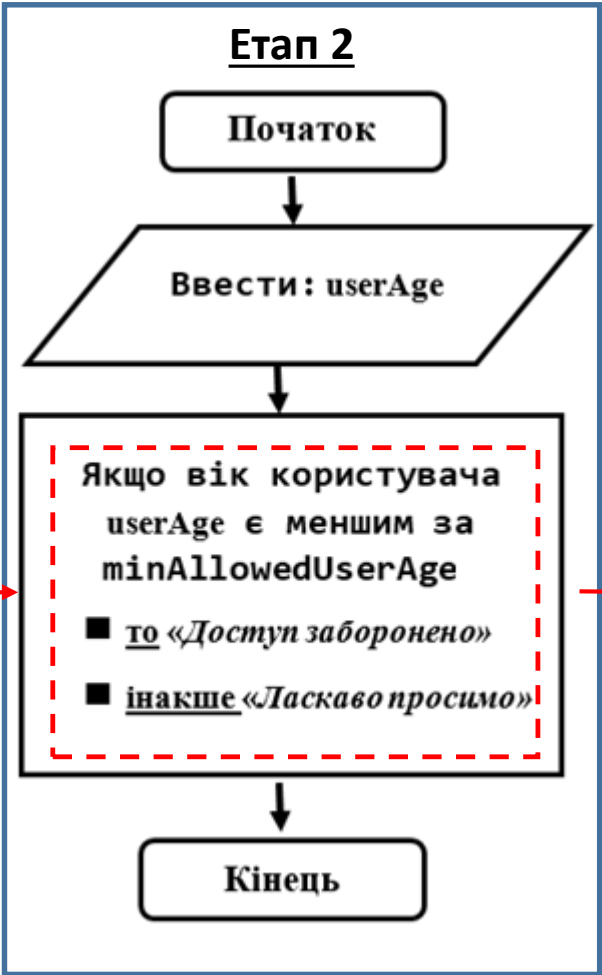 Етап 2
Початок
Ввести: userAge
Якщо вік користувача
userAge є меншим за
minAllowedUserAge
■ то «Доступ заборонено»
■ інакше «Ласкаво просимо»
Кінець